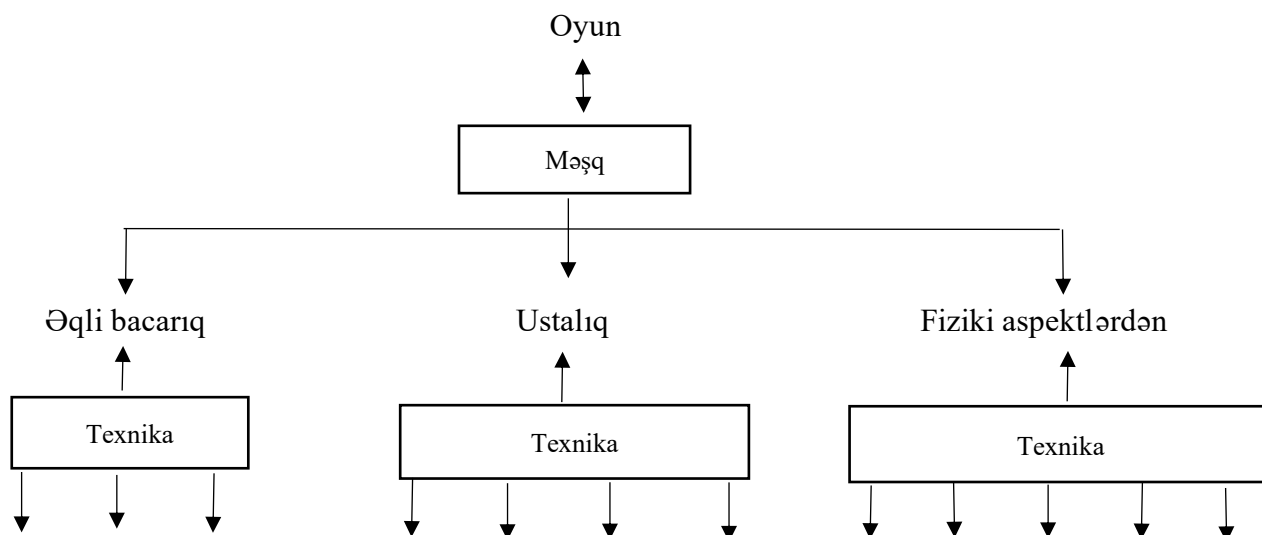 Oyun
Məşq
Əqli bacarıq
Ustalıq
Fiziki aspektlərdən
Texnika
Texnika
Texnika